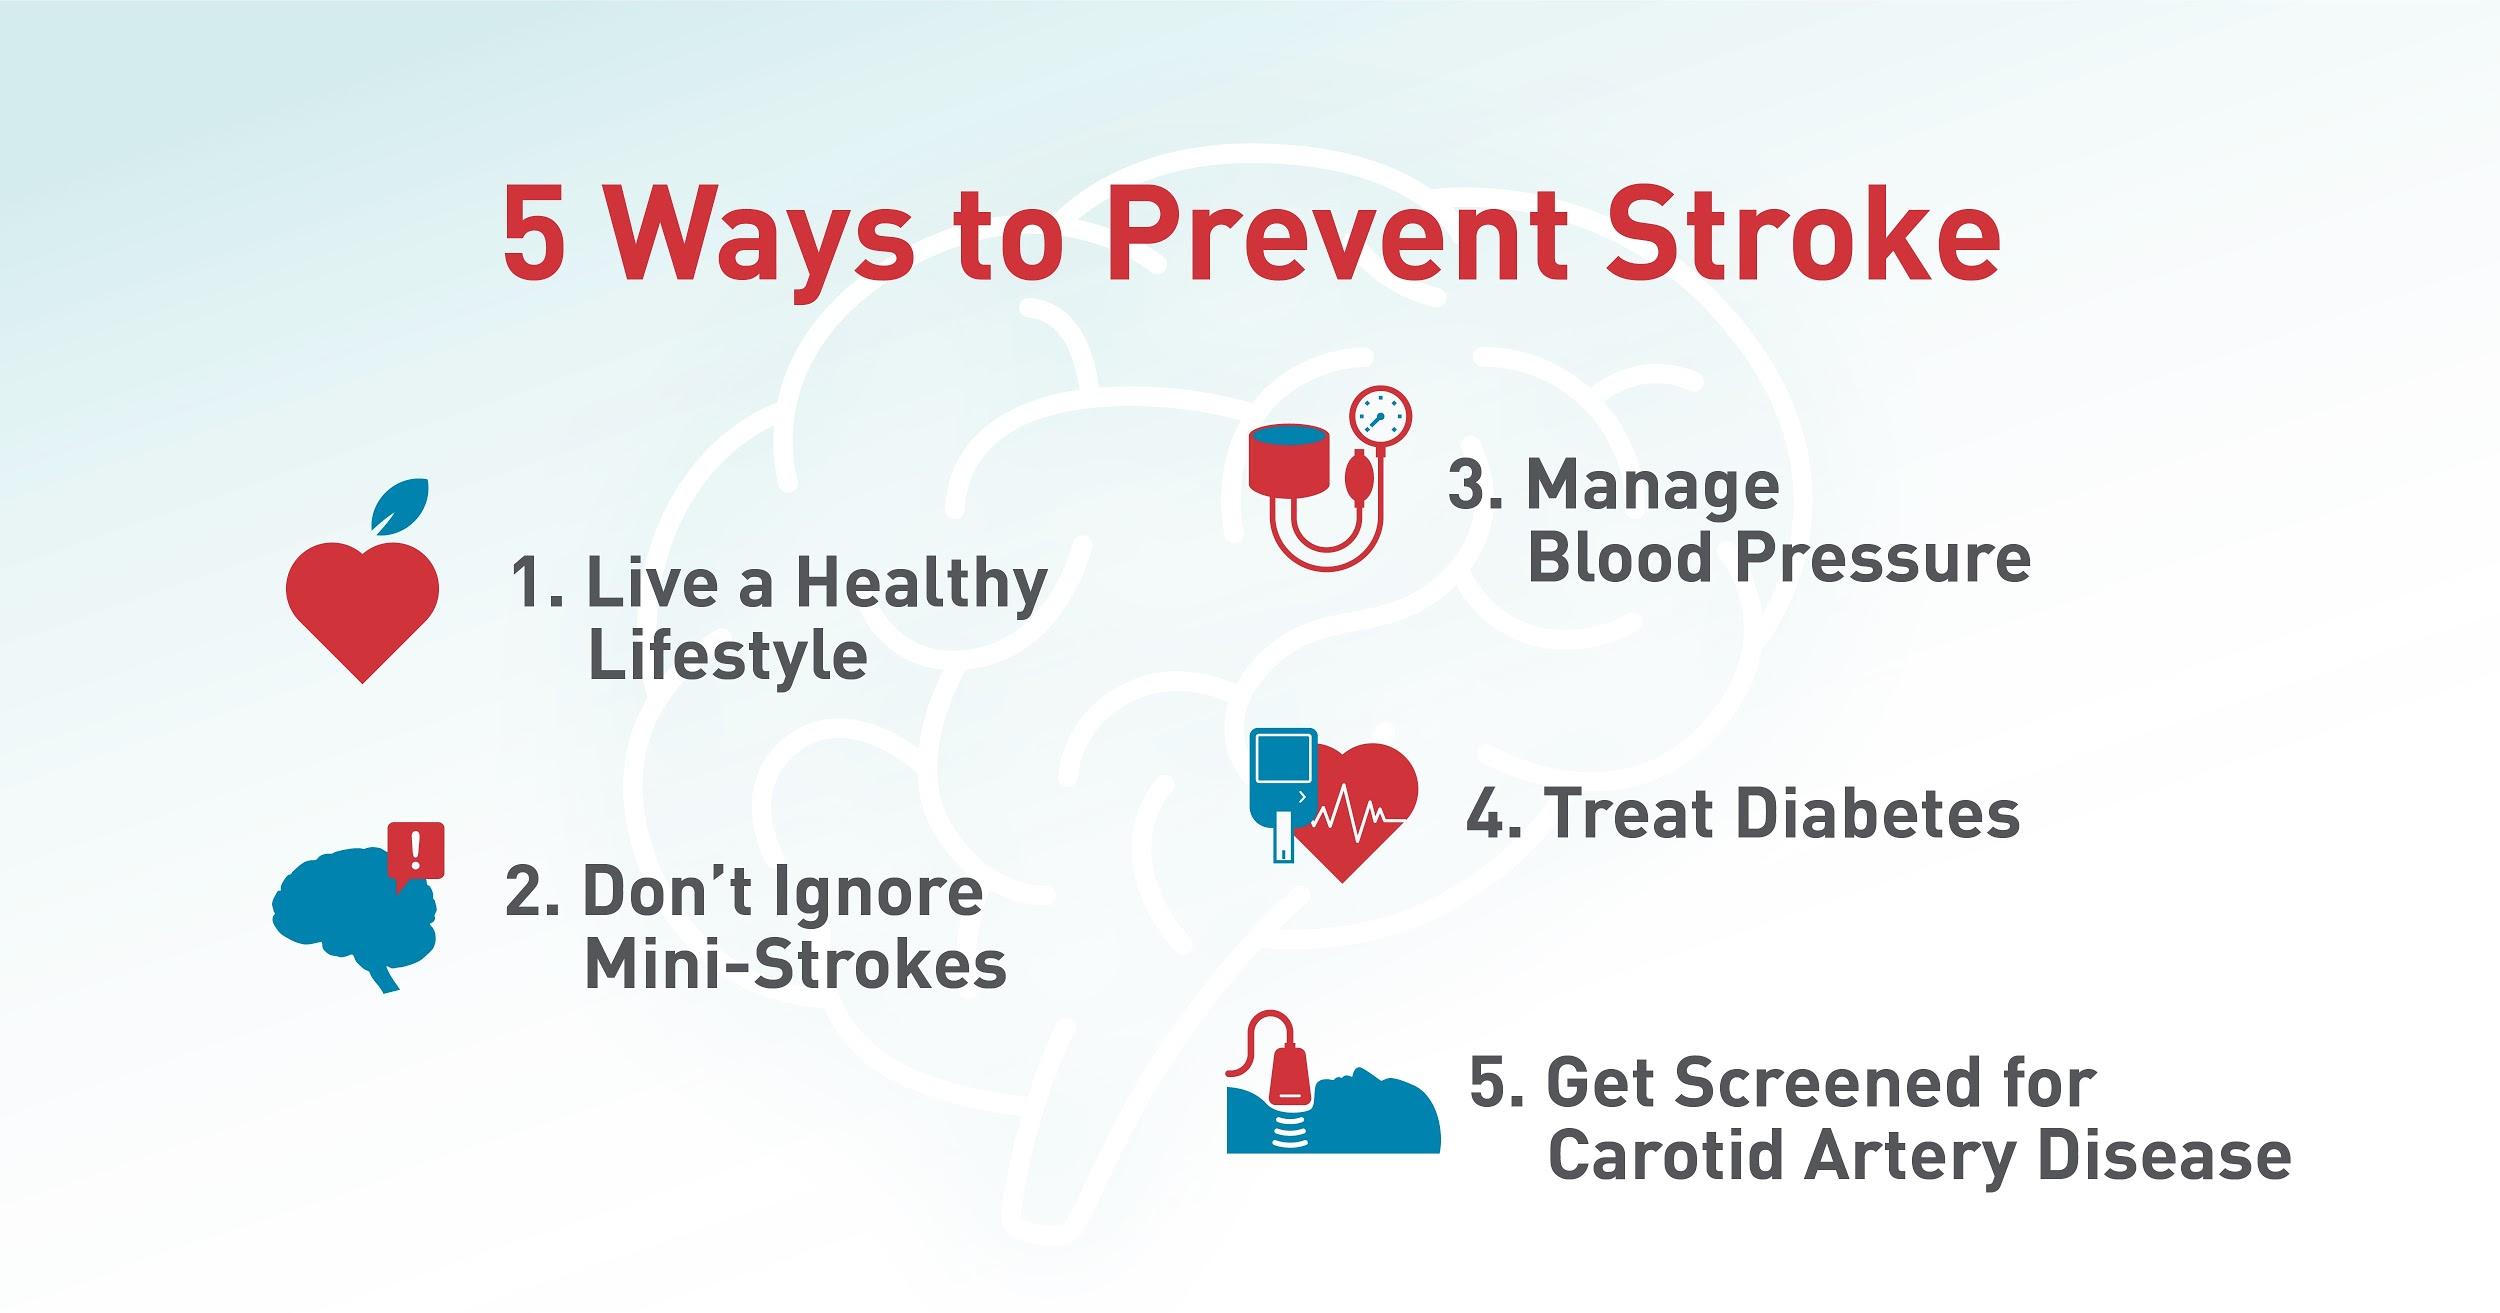 5 Ways to Prevent Stroke
1. Live a Healthy
Lifestyle
2. Don't Ignore
Mini-Strokes
3. Manage
Blood Pressure
4. Treat Diabetes
5. Get Screened for
Carotid Artery Disease
!